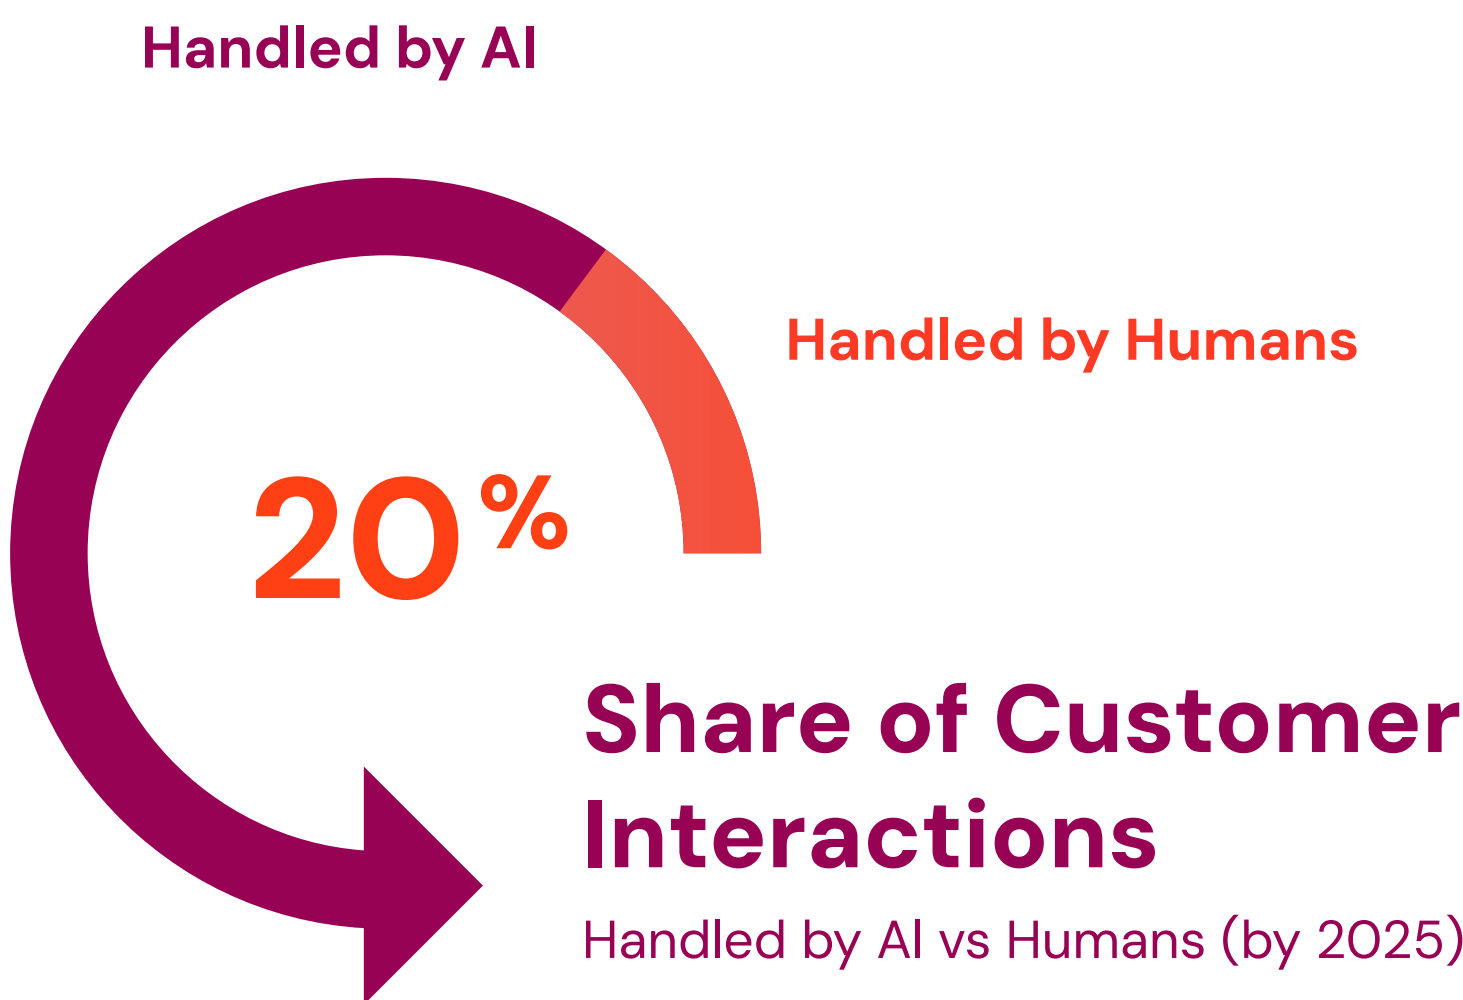 Handled by AI
Handled by Humans
20%
Share of Customer
Interactions
Handled by AI vs Humans (by 2025)